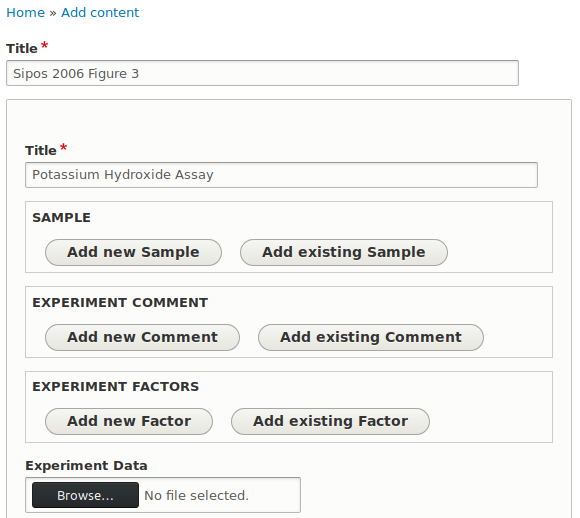 Home » Add content
Title *
Sipos 2006 Figure 3
Title *
Potassium Hydroxide Assay
SAMPLE
Add new Sample Add existing Sample
EXPERIMENT COMMENT
Add new Comment Add existing Comment
EXPERIMENT FACTORS
Add new Factor Add existing Factor
Experiment Data
Browse... No file selected.